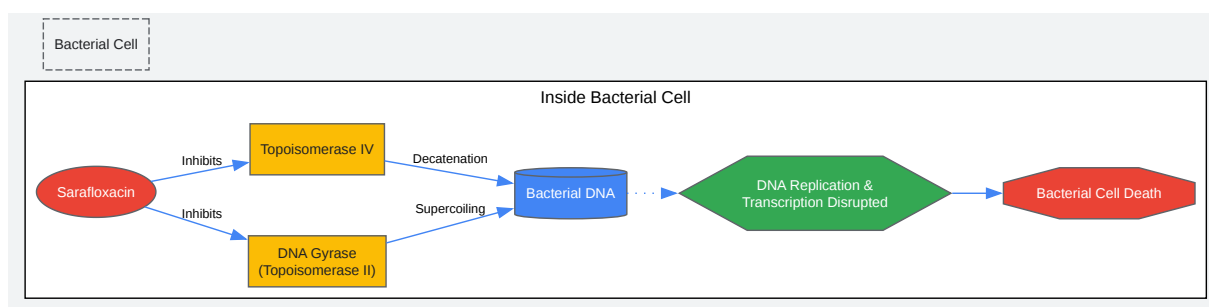 Bacterial Cell
Inside Bacterial Cell
Sarafloxacin
Inhibits
Inhibits
Topoisomerase IV
DNA Gyrase
(Topoisomerase II)
Decatenation
Supercoiling
Bacterial DNA
DNA Replication &
Transcription Disrupted
Bacterial Cell Death